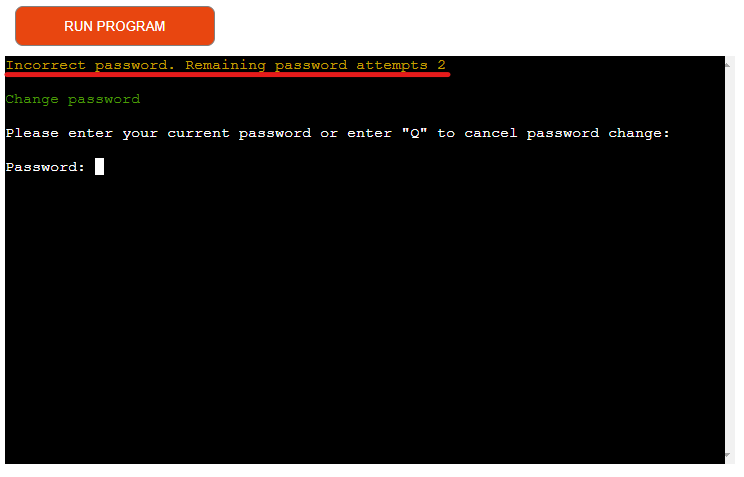 RUN PROGRAM
Incorrect password. Remaining password attempts 2
Change password
Please enter your current password or enter "Q" to cancel password change:
Password: